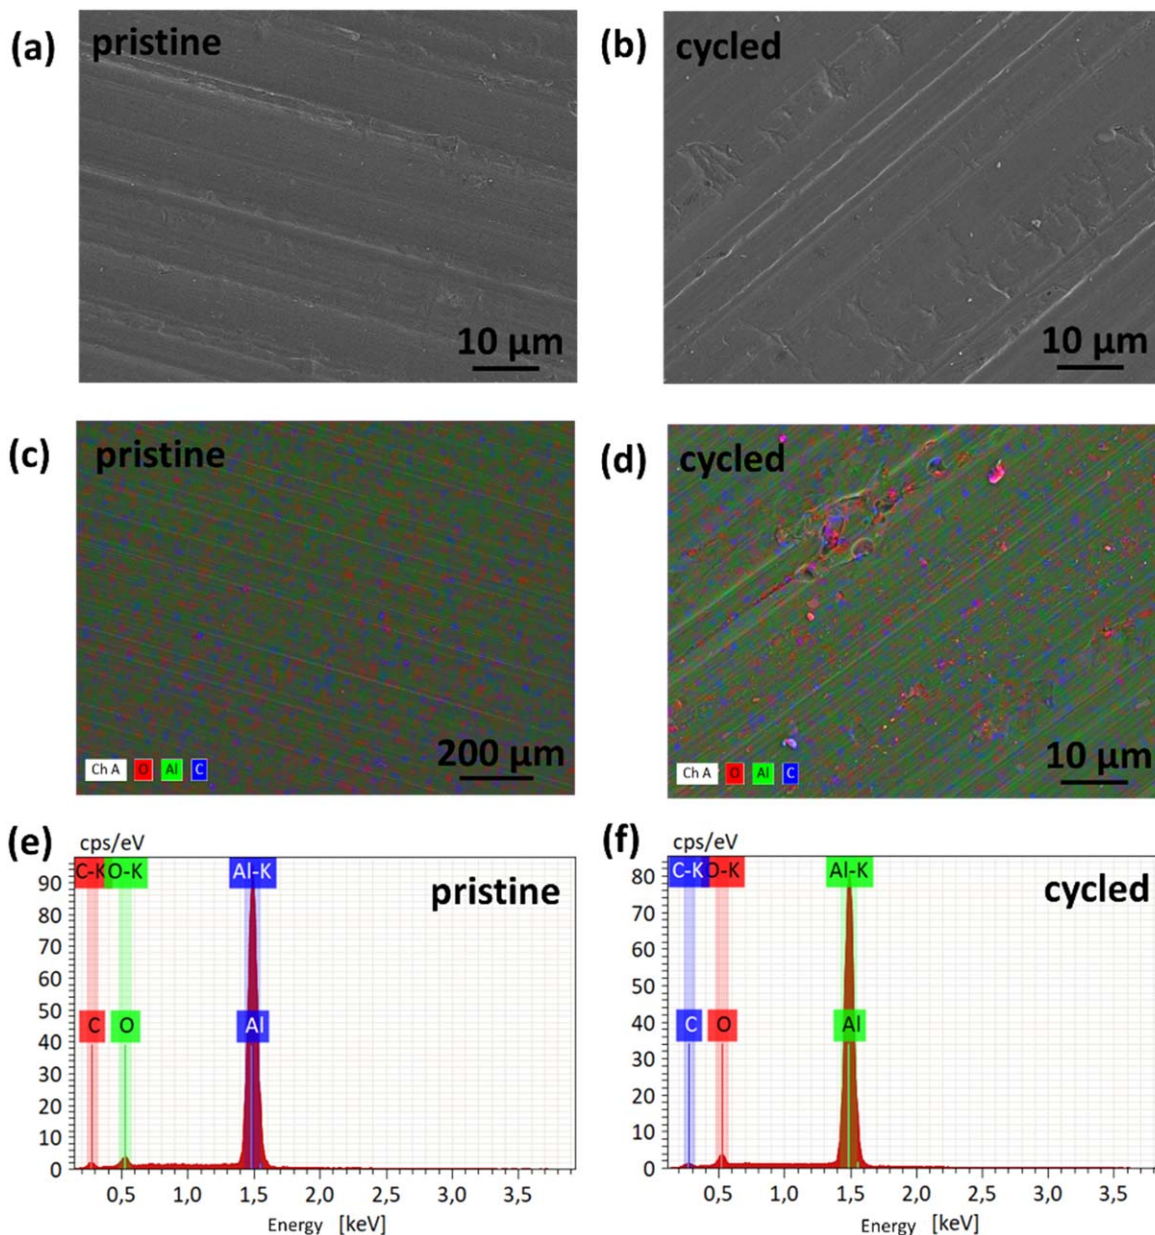 (a) pristine
10 µm
(b) cycled
10 µm
(c) pristine
200 µm
Ch A O Al C
(d) cycled
10 µm
Ch A O Al C
(e) cps/eV
C-K O-K Al-K
pristine
90
80
70
60
50
40
30
20
10
0
C O Al
0,5 1,0 1,5 2,0 2,5 3,0 3,5
Energy [keV]
(f) cps/eV
C-K O-K Al-K
cycled
80
70
60
50
40
30
20
10
0
C O Al
0,5 1,0 1,5 2,0 2,5 3,0 3,5
Energy [keV]